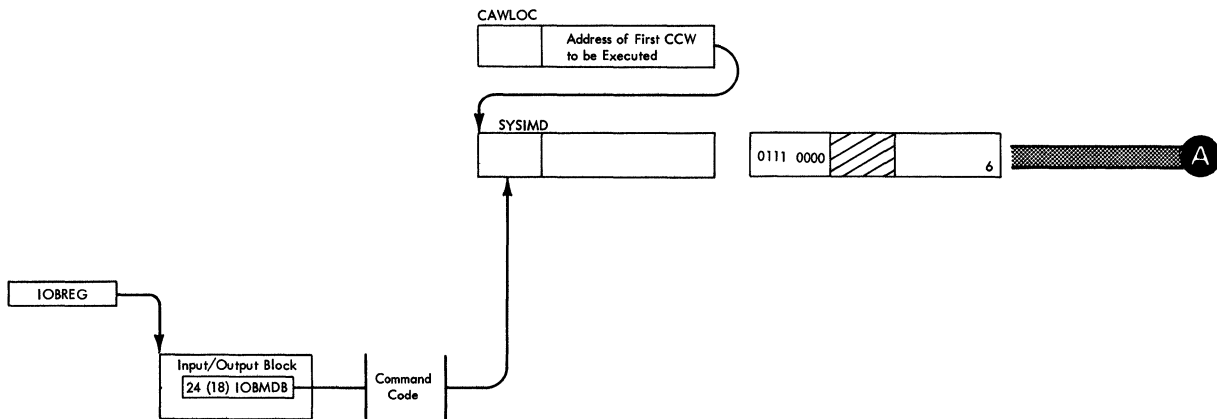 CAWLOC
Address of First CCW
to be Executed
SYSIMD
0111 0000
6
A
IOBREG
Input/Output Block
24 (18) IOBMDB
Command
Code